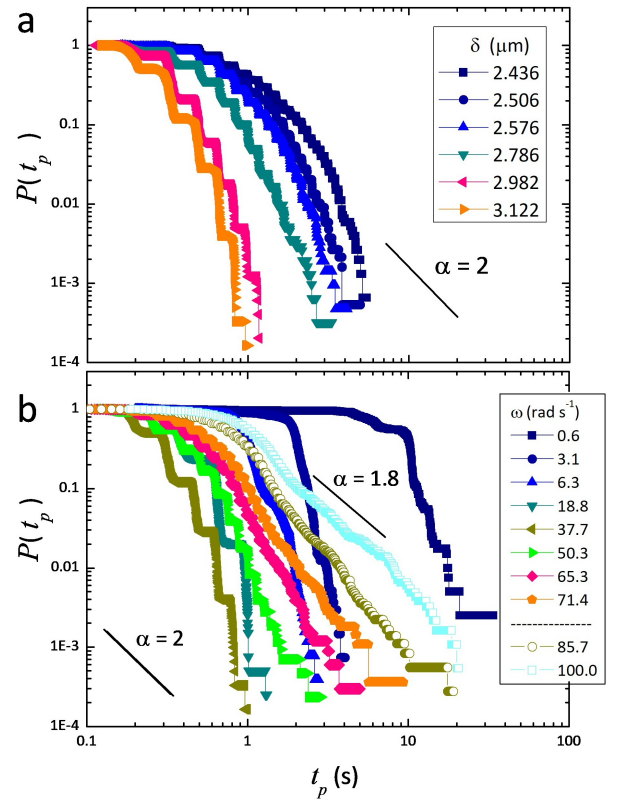 a
P(t_p)
1
0.1
0.01
1E-3
1E-4
δ (μm)
2.436
2.506
2.576
2.786
2.982
3.122
α = 2
b
P(t_p)
1
0.1
0.01
1E-3
1E-4
ω (rad s⁻¹)
0.6
3.1
6.3
18.8
37.7
50.3
65.3
71.4
----------------
85.7
100.0
α = 1.8
α = 2
0.1
1
10
100
t_p (s)